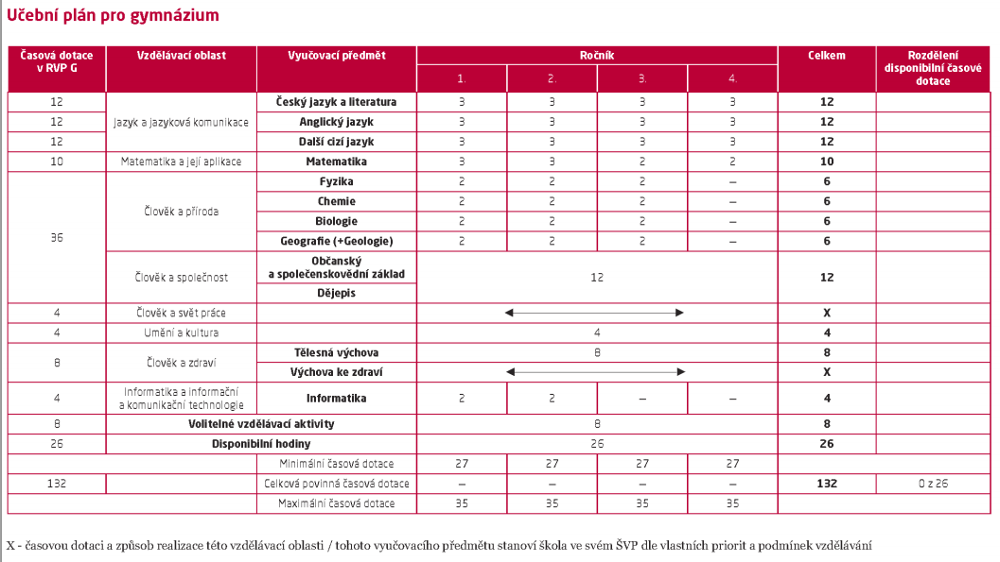 Učební plán pro gymnázium
Časová dotace v RVP G | Vzdělávací oblast | Vyučovací předmět | Ročník | Celkem | Rozdělení disponibilní časové dotace
1. | 2. | 3. | 4.
12 | Jazyk a jazyková komunikace | Český jazyk a literatura | 3 | 3 | 3 | 3 | 12
12 | Anglický jazyk | 3 | 3 | 3 | 3 | 12
12 | Další cizí jazyk | 3 | 3 | 3 | 3 | 12
10 | Matematika a její aplikace | Matematika | 3 | 3 | 2 | 2 | 10
36 | Člověk a příroda | Fyzika | 2 | 2 | 2 | – | 6
Chemie | 2 | 2 | 2 | – | 6
Biologie | 2 | 2 | 2 | – | 6
Geografie (+Geologie) | 2 | 2 | 2 | – | 6
Člověk a společnost | Občanský a společenskovědní základ | 12 | 12
Dějepis
4 | Člověk a svět práce | X
4 | Umění a kultura | 4 | 4
8 | Člověk a zdraví | Tělesná výchova | 8 | 8
Výchova ke zdraví | X
4 | Informatika a informační a komunikační technologie | Informatika | 2 | 2 | – | – | 4
8 | Volitelné vzdělávací aktivity | 8 | 8
26 | Disponibilní hodiny | 26 | 26
Minimální časová dotace | 27 | 27 | 27 | 27
132 | Celková povinná časová dotace | – | – | – | – | 132 | 0 z 26
Maximální časová dotace | 35 | 35 | 35 | 35
X - časovou dotaci a způsob realizace této vzdělávací oblasti / tohoto vyučovacího předmětu stanoví škola ve svém ŠVP dle vlastních priorit a podmínek vzdělávání